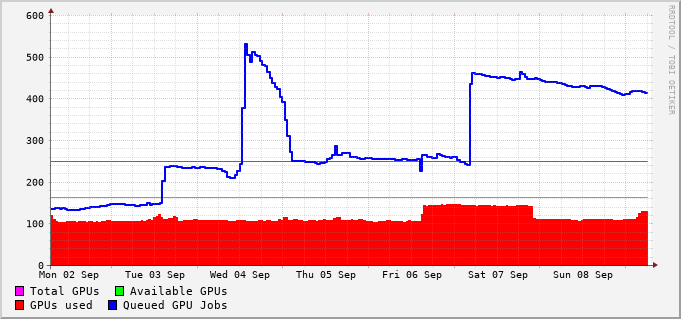 600
500
400
300
200
100
0
Mon 02 Sep Tue 03 Sep Wed 04 Sep Thu 05 Sep Fri 06 Sep Sat 07 Sep Sun 08 Sep
Total GPUs Available GPUs
GPUs used Queued GPU Jobs
RRDTOOL / TOBI OETIKER